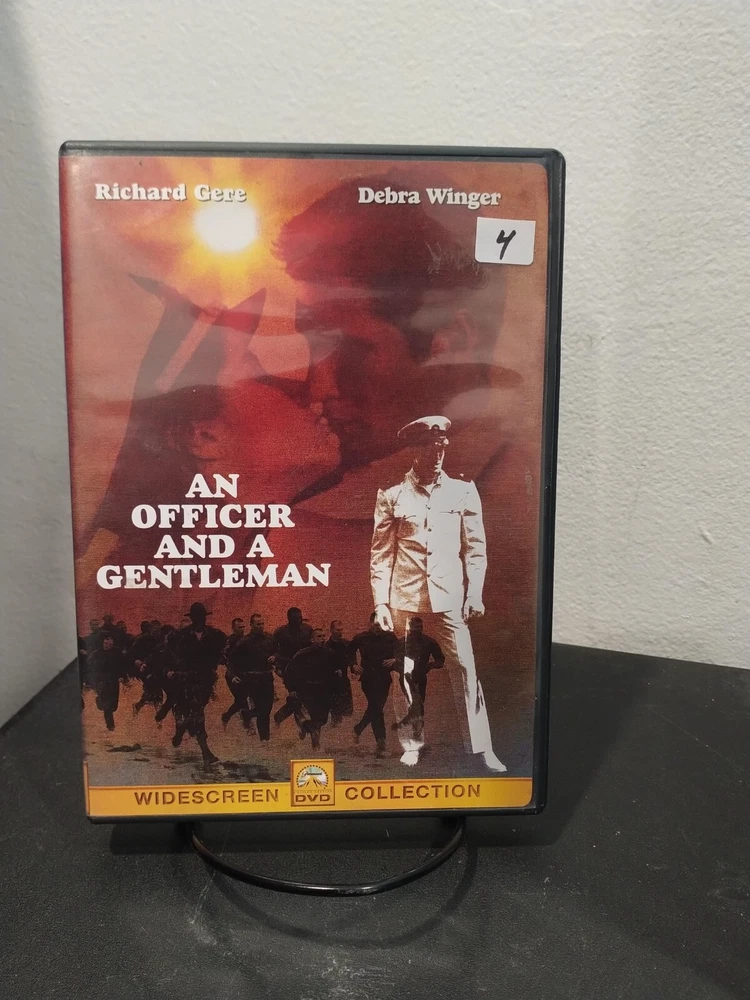 Richard Gere
Debra Winger
4
AN
OFFICER
AND A
GENTLEMAN
WIDESCREEN DVD COLLECTION